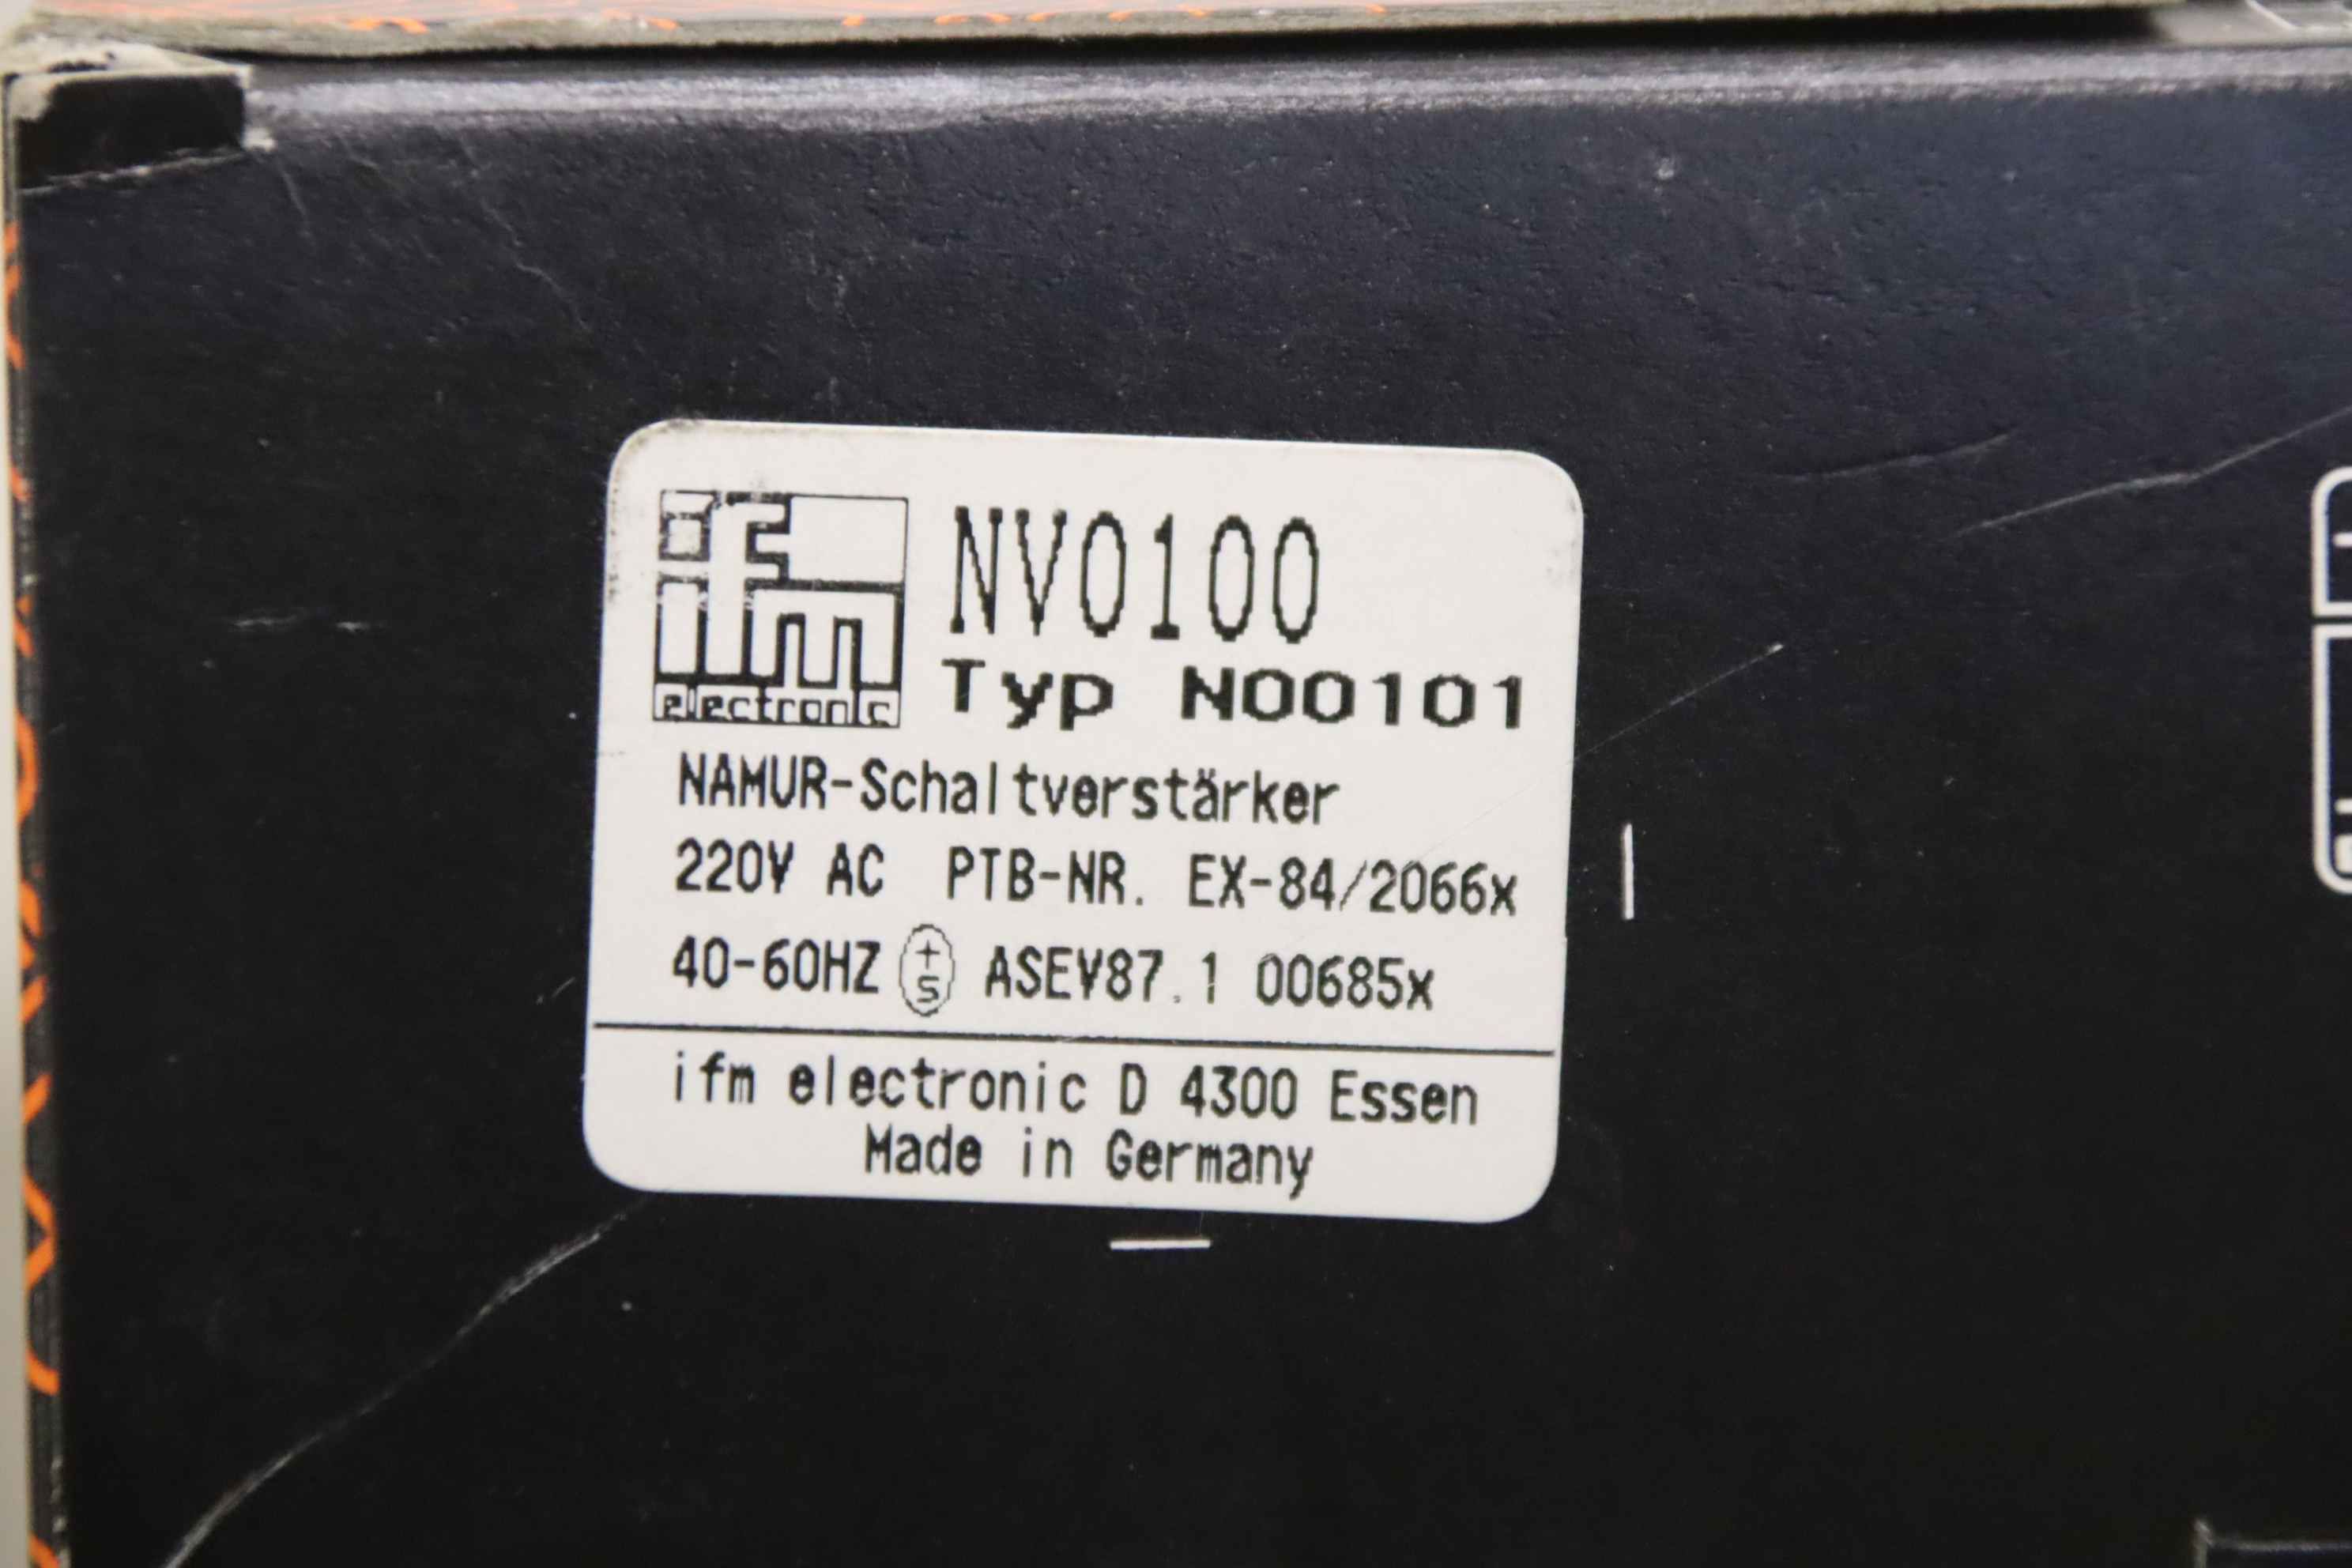 ifm electronic
NV0100
Typ N00101
NAMUR-Schaltverstärker
220V AC PTB-NR. EX-84/2066x
40-60HZ +S ASEV87.1 00685x
ifm electronic D 4300 Essen
Made in Germany